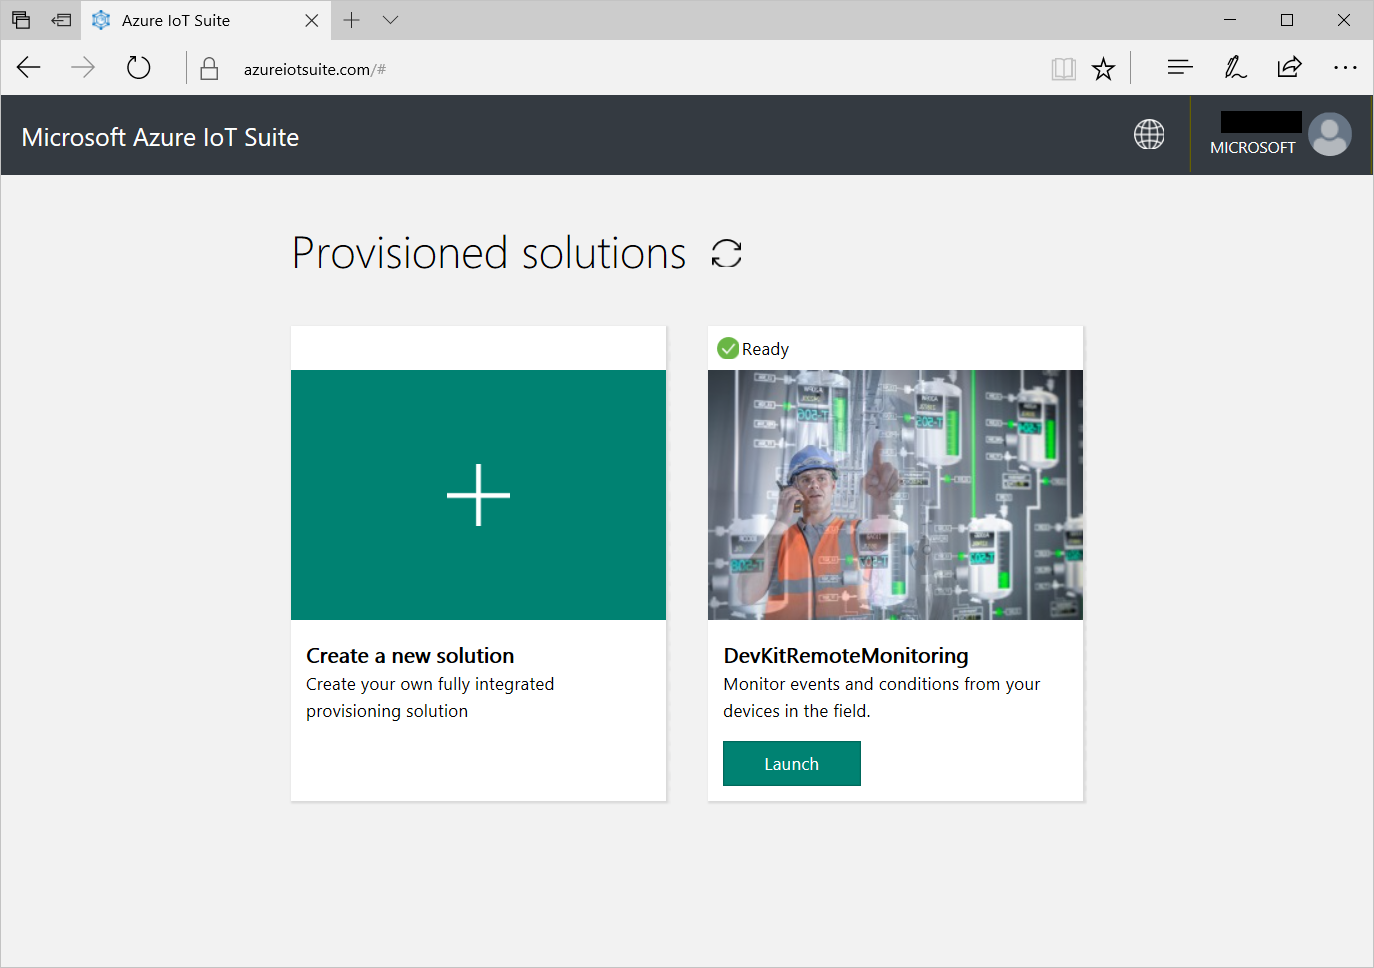 Azure IoT Suite
azureiotsuite.com/#
Microsoft Azure IoT Suite
MICROSOFT
Provisioned solutions
Ready
Create a new solution
Create your own fully integrated
provisioning solution
DevKitRemoteMonitoring
Monitor events and conditions from your
devices in the field.
Launch